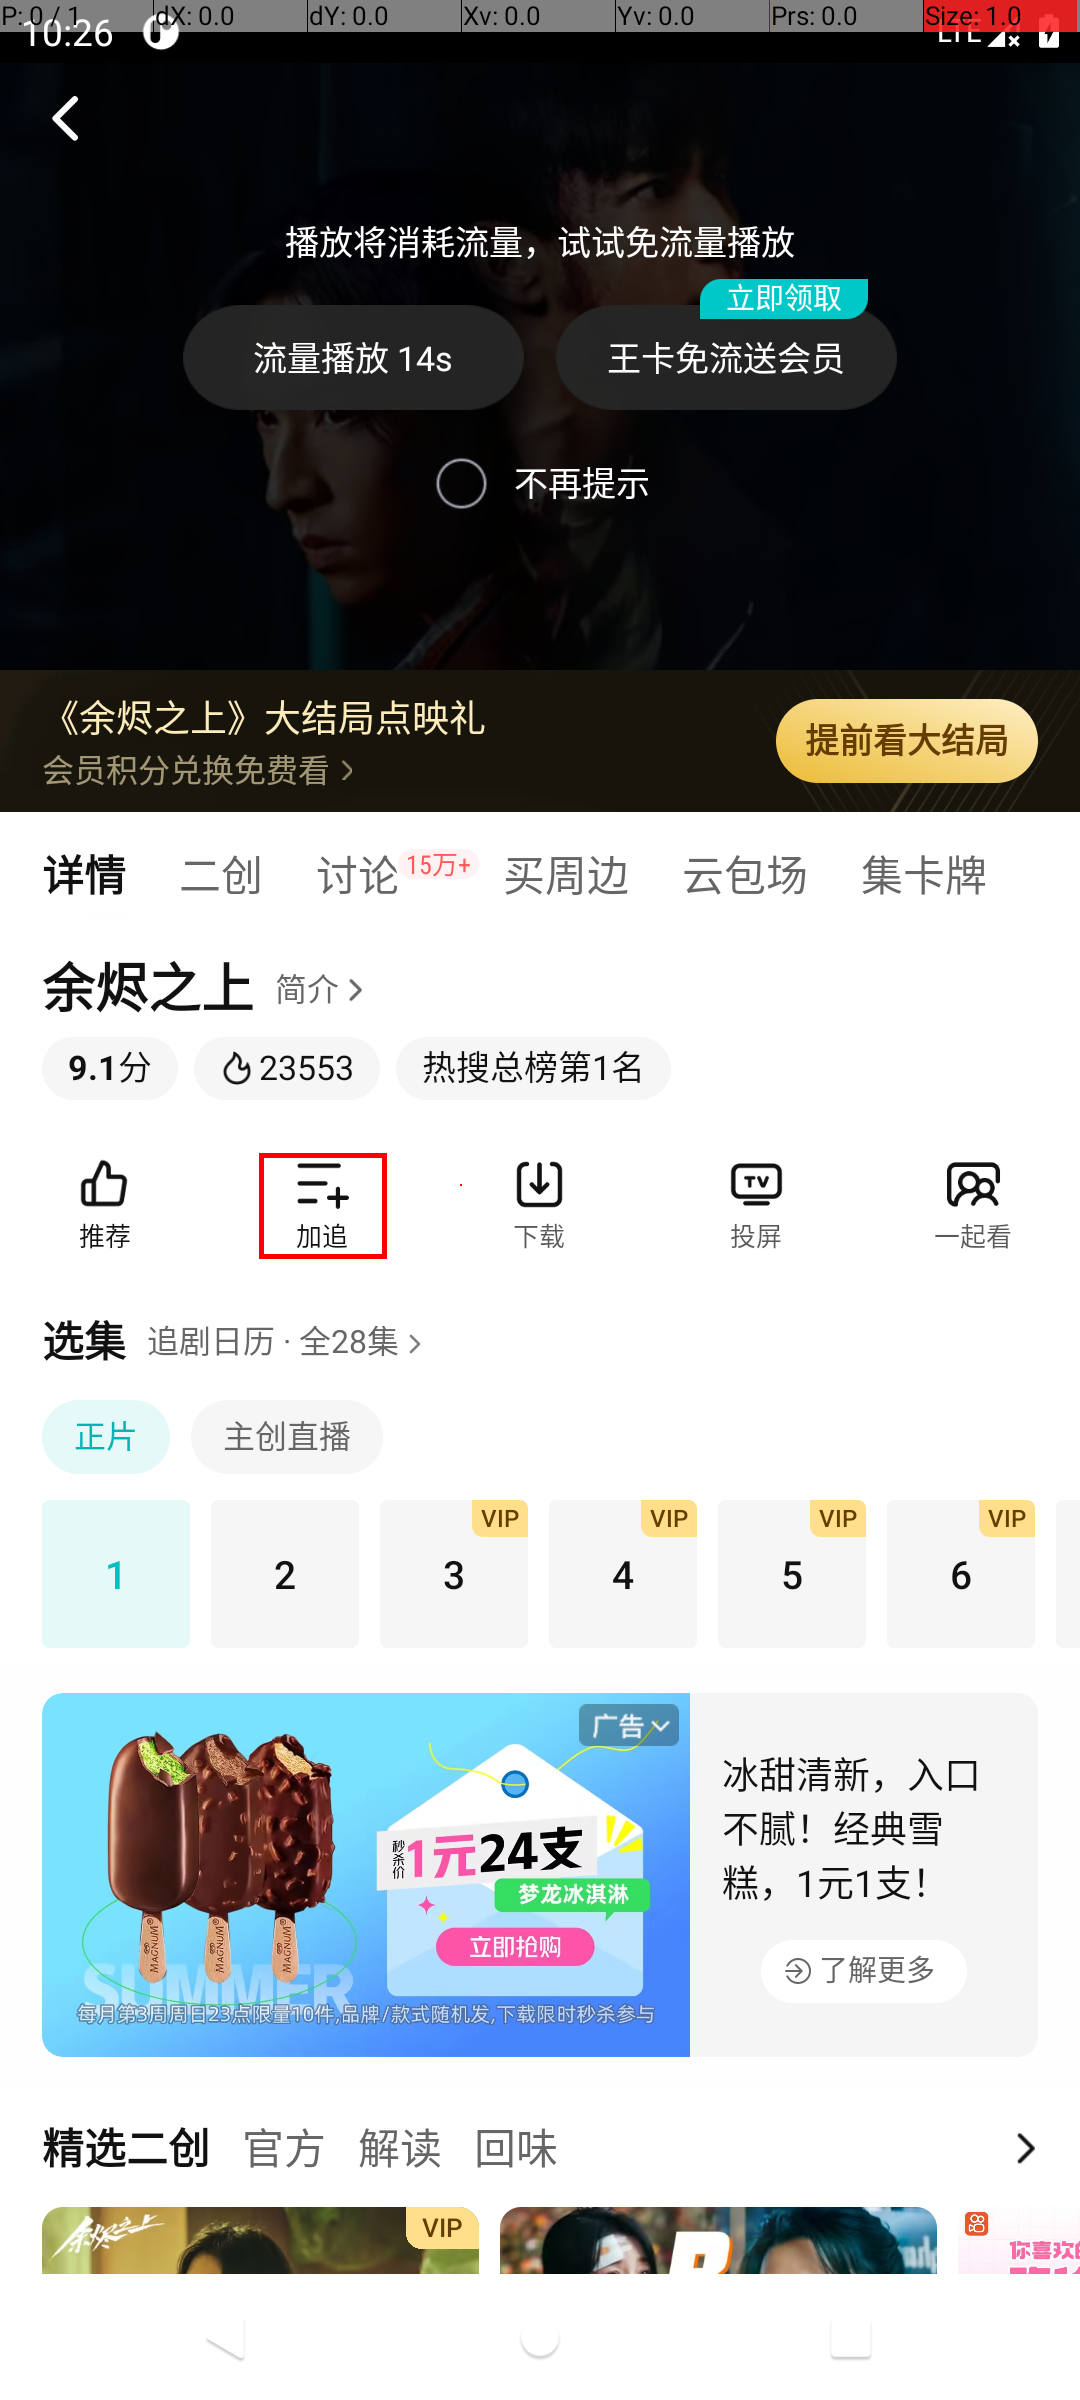 P: 0 / 1 dX: 0.0 dY: 0.0 Xv: 0.0 Yv: 0.0 Prs: 0.0 Size: 1.0
10:26 LTE
播放将消耗流量，试试免流量播放
立即领取
流量播放 14s 王卡免流送会员
不再提示
《余烬之上》大结局点映礼
会员积分兑换免费看
提前看大结局
详情 二创 讨论 15万+ 买周边 云包场 集卡牌
余烬之上 简介
9.1分 23553 热搜总榜第1名
推荐 加追 下载 投屏 一起看
TV
选集 追剧日历 · 全28集
正片 主创直播
VIP VIP VIP VIP
1 2 3 4 5 6
广告
秒杀价 1元24支
梦龙冰淇淋
立即抢购
MAGNUM MAGNUM MAGNUM
SUMMER
每月第3周周日23点限量10件,品牌/款式随机发,下载限时秒杀参与
冰甜清新，入口
不腻！经典雪
糕，1元1支！
了解更多
精选二创 官方 解读 回味
余烬之上
VIP
你喜欢的